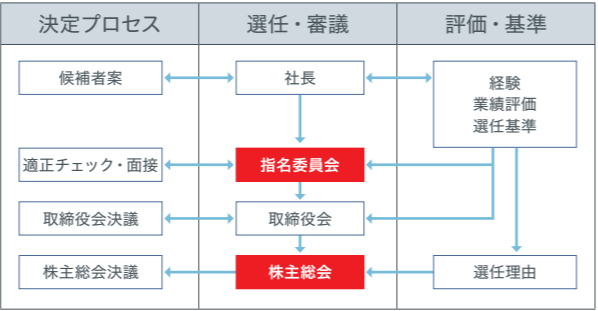 決定プロセス
選任・審議
評価・基準
候補者案
社長
経験
業績評価
選任基準
適正チェック・面接
指名委員会
取締役会決議
取締役会
株主総会決議
株主総会
選任理由